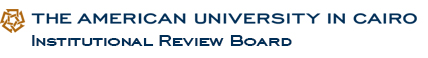 THE AMERICAN UNIVERSITY IN CAIRO
INSTITUTIONAL REVIEW BOARD